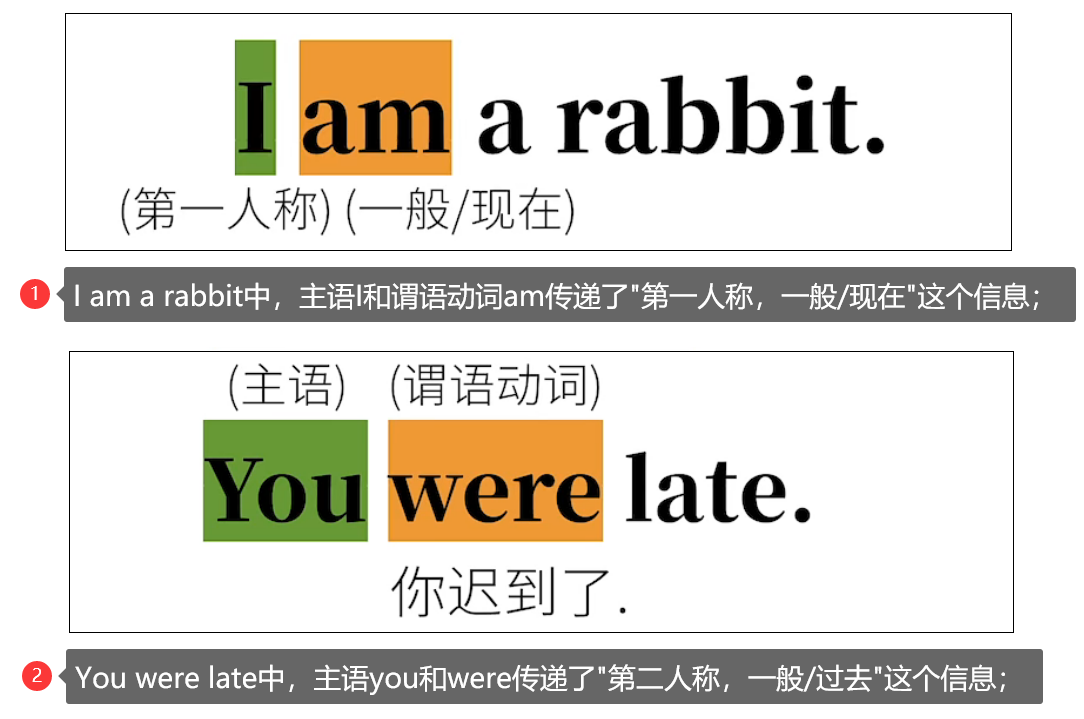 I am a rabbit.
(第一人称) (一般/现在)
1 I am a rabbit中，主语I和谓语动词am传递了"第一人称，一般/现在"这个信息；
(主语) (谓语动词)
You were late.
你迟到了.
2 You were late中，主语you和were传递了"第二人称，一般/过去"这个信息；